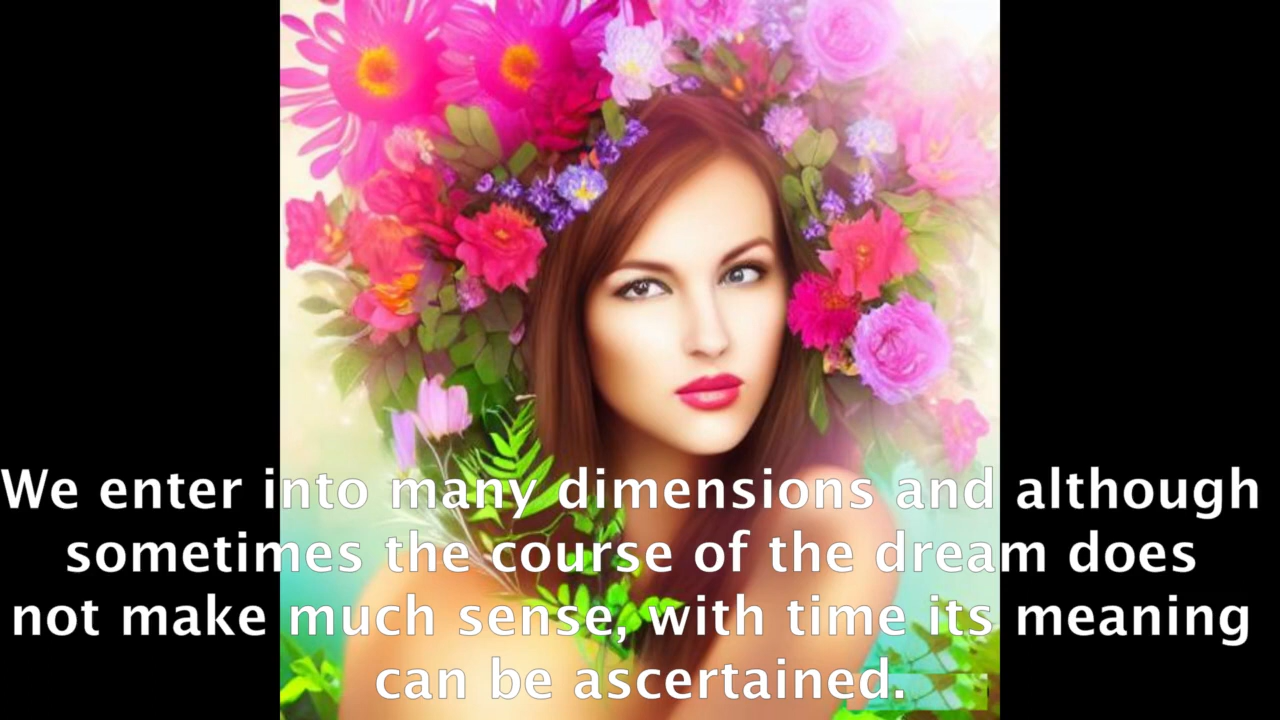 We enter into many dimensions and although
sometimes the course of the dream does
not make much sense, with time its meaning
can be ascertained.